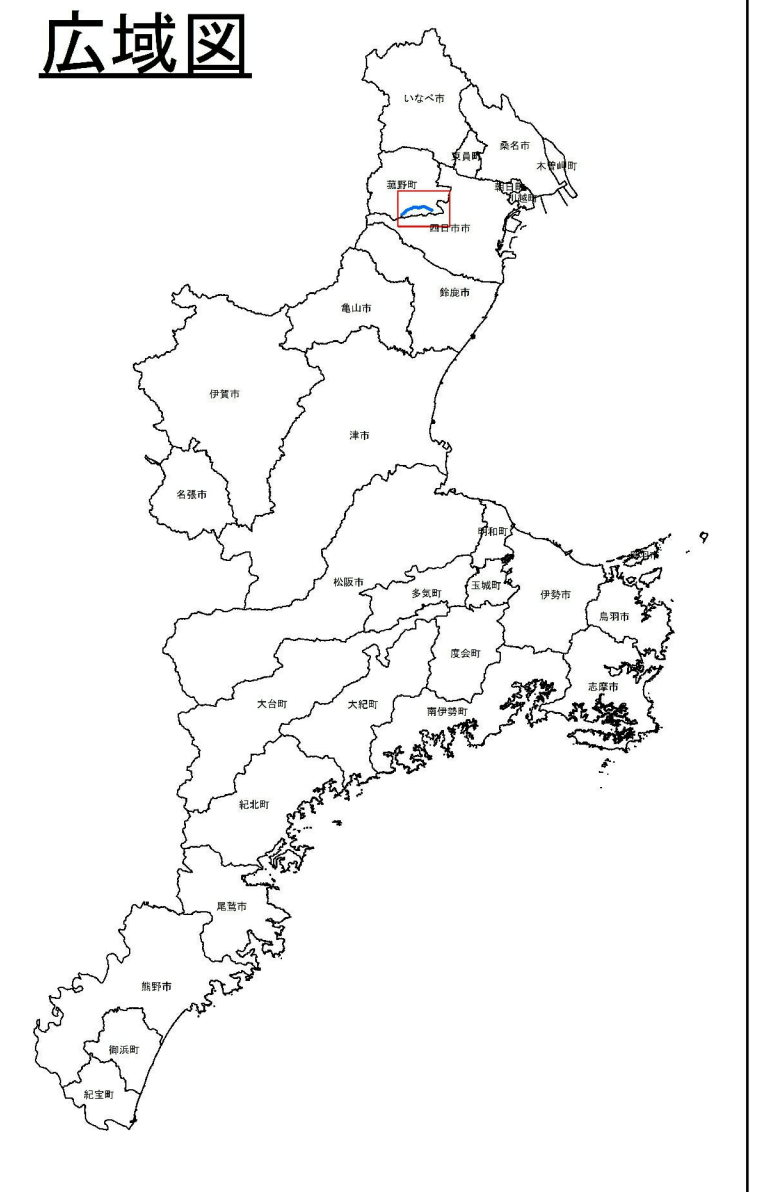 広域図
いなべ市
桑名市
東員町
木曽岬町
菰野町
朝日町
川越町
四日市市
鈴鹿市
亀山市
伊賀市
津市
名張市
明和町
松阪市
玉城町
多気町
伊勢市
鳥羽市
度会町
志摩市
大台町
大紀町
南伊勢町
紀北町
尾鷲市
熊野市
御浜町
紀宝町